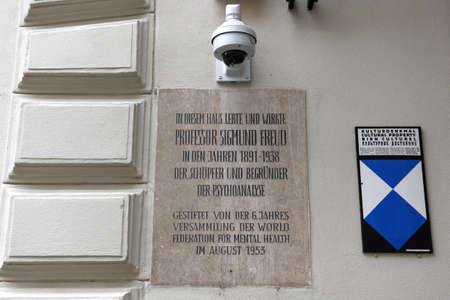 IN DIESEM HAUS LEBTE UND WIRKTE
PROFESSOR SIGMUND FREUD
IN DEN JAHREN 1891-1938
DER SCHÖPFER UND BEGRÜNDER
DER PSYCHOANALYSE
GESTIFTET VON DER 6. JAHRES
VERSAMMLUNG DER WORLD
FEDERATION FÜR MENTAL HEALTH
IM AUGUST 1953
KULTURDENKMAL
CULTURAL PROPERTY
BIEN CULTUREL